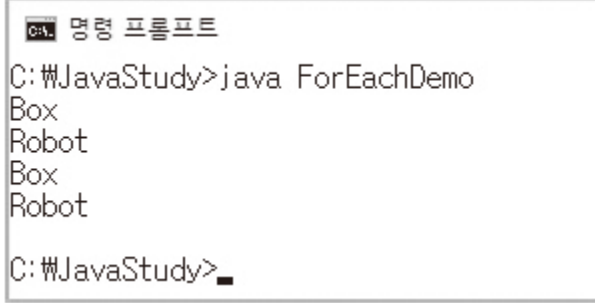 C:\. 명령 프롬프트
C:₩JavaStudy>java ForEachDemo
Box
Robot
Box
Robot
C:₩JavaStudy>_